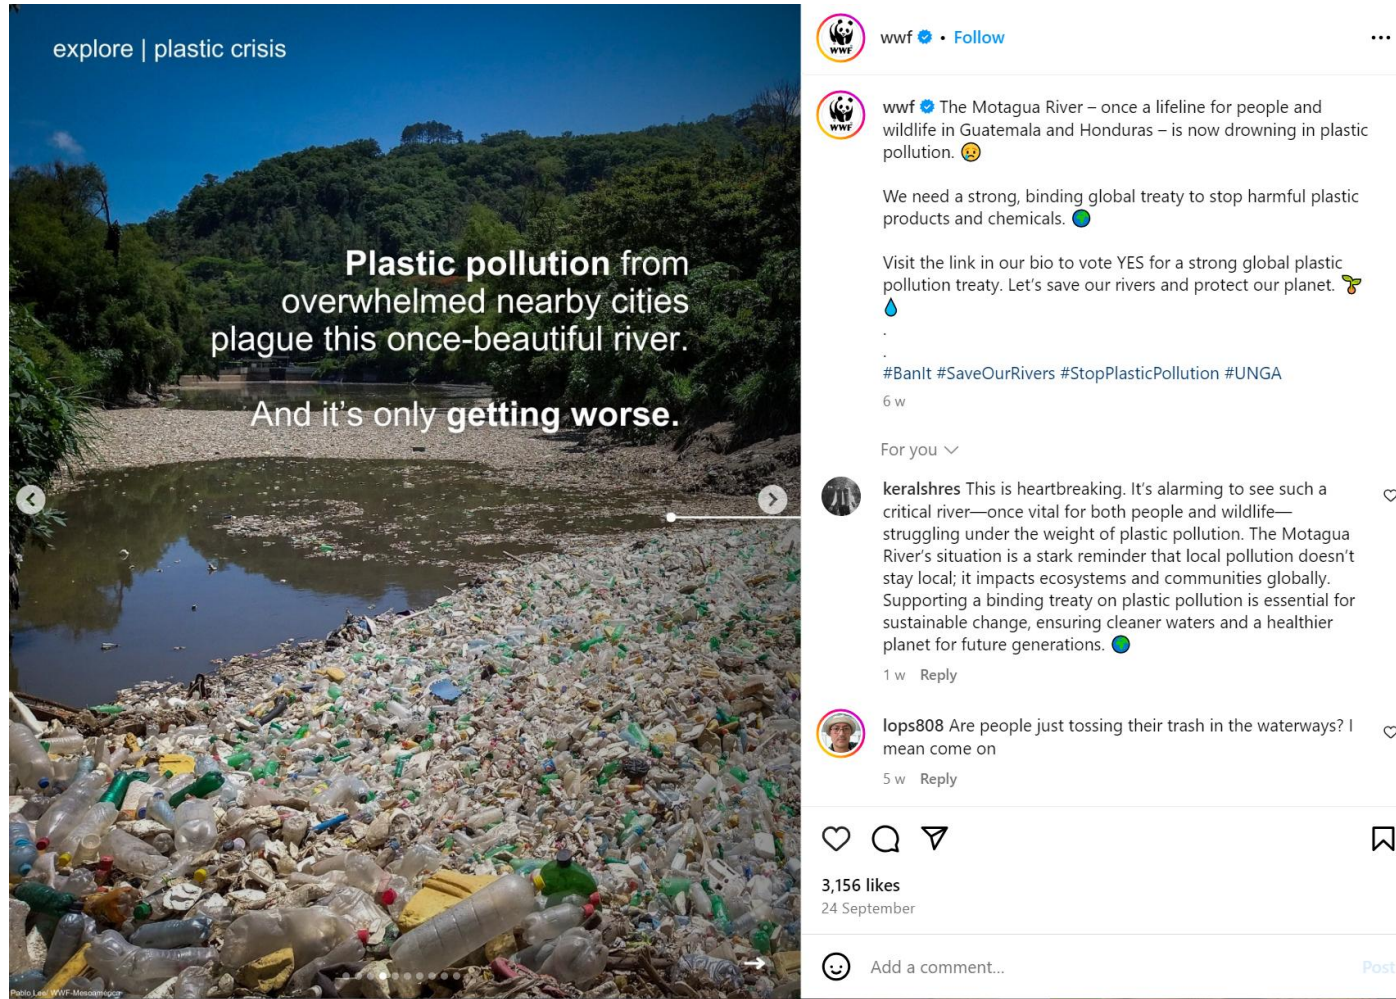 explore | plastic crisis
Plastic pollution from
overwhelmed nearby cities
plague this once-beautiful river.
And it's only getting worse.
Pablo Lee/ WWF-Mesoamerica
wwf • Follow
WWF
wwf The Motagua River – once a lifeline for people and
wildlife in Guatemala and Honduras – is now drowning in plastic
pollution. 😥
We need a strong, binding global treaty to stop harmful plastic
products and chemicals. 🌍
Visit the link in our bio to vote YES for a strong global plastic
pollution treaty. Let's save our rivers and protect our planet. 🌱
💧
.
.
#BanIt #SaveOurRivers #StopPlasticPollution #UNGA
6 w
For you
keralshres This is heartbreaking. It's alarming to see such a
critical river—once vital for both people and wildlife—
struggling under the weight of plastic pollution. The Motagua
River's situation is a stark reminder that local pollution doesn't
stay local; it impacts ecosystems and communities globally.
Supporting a binding treaty on plastic pollution is essential for
sustainable change, ensuring cleaner waters and a healthier
planet for future generations. 🌍
1 w Reply
lops808 Are people just tossing their trash in the waterways? I
mean come on
5 w Reply
3,156 likes
24 September
Add a comment...
Post